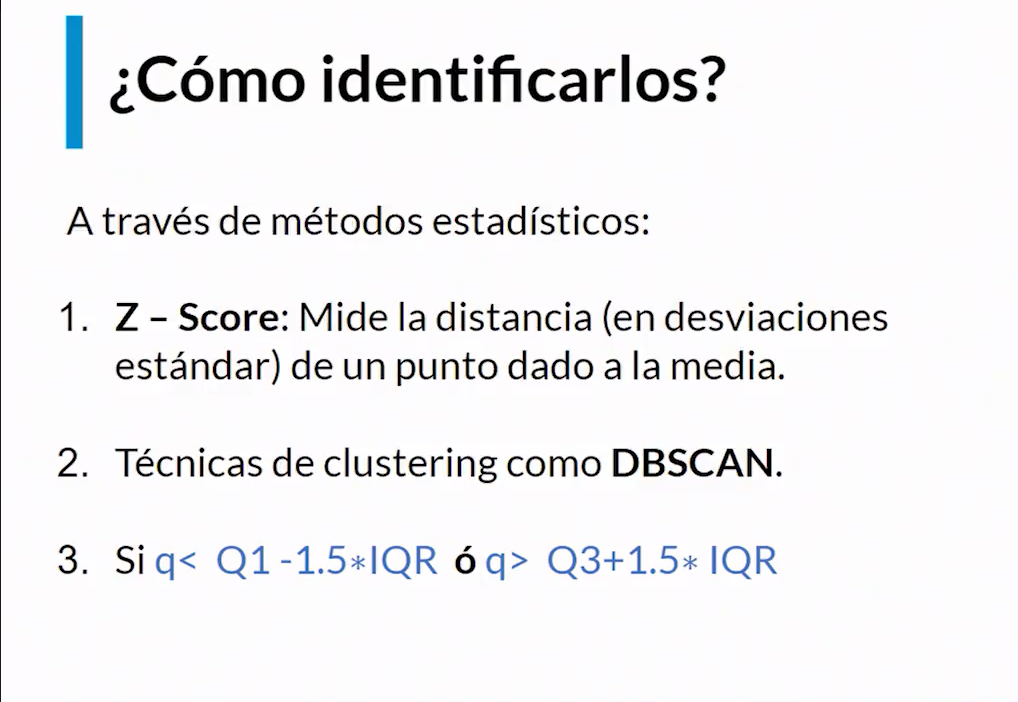 ¿Cómo identificarlos?
A través de métodos estadísticos:
1. Z – Score: Mide la distancia (en desviaciones
estándar) de un punto dado a la media.
2. Técnicas de clustering como DBSCAN.
3. Si q< Q1 -1.5*IQR ó q> Q3+1.5* IQR